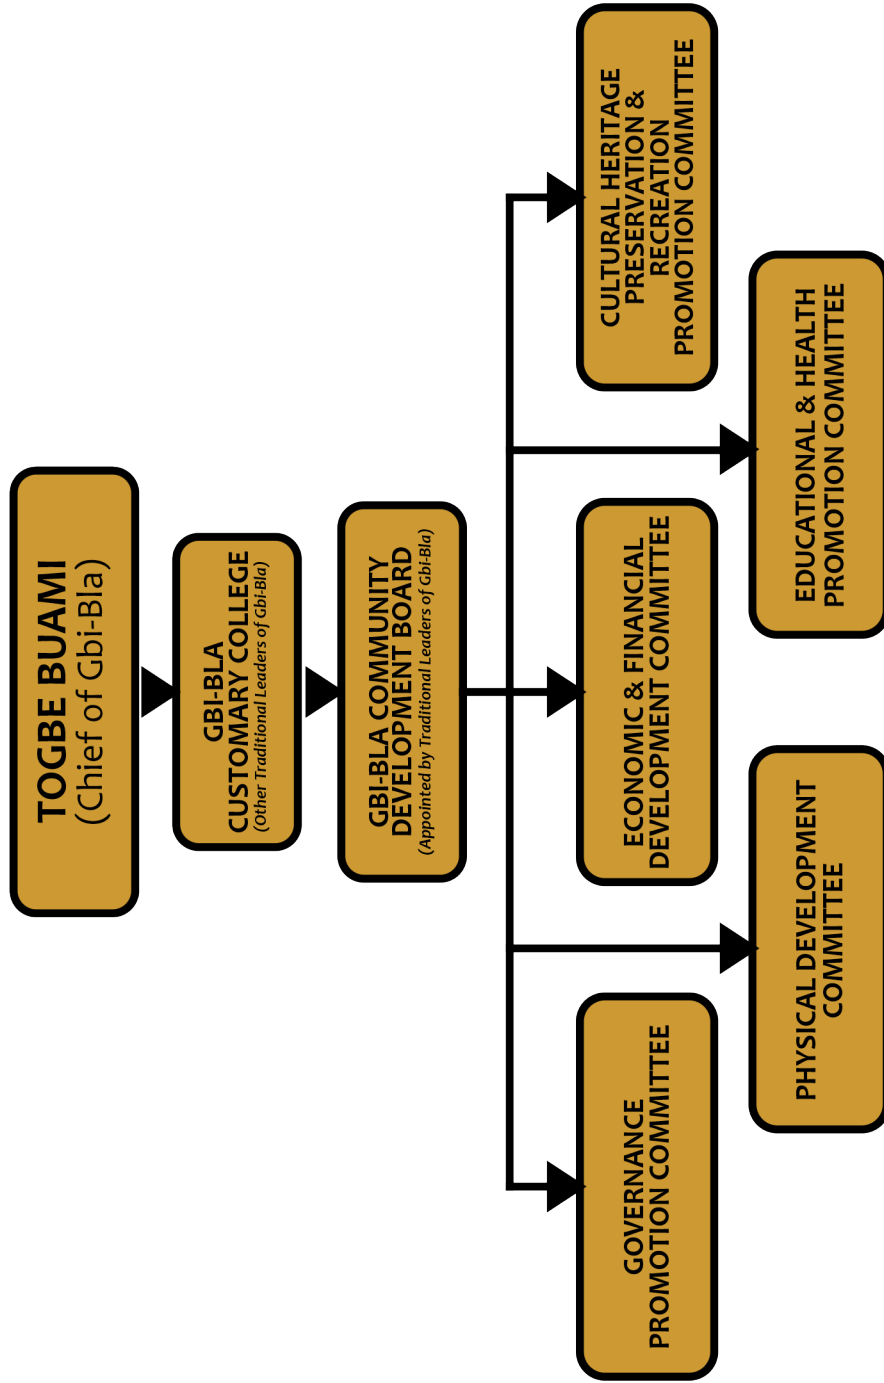 TOGBE BUAMI
(Chief of Gbi-Bla)
GBI-BLA
CUSTOMARY COLLEGE
(Other Traditional Leaders of Gbi-Bla)
GBI-BLA COMMUNITY
DEVELOPMENT BOARD
(Appointed by Traditional Leaders of Gbi-Bla)
GOVERNANCE
PROMOTION COMMITTEE
ECONOMIC & FINANCIAL
DEVELOPMENT COMMITTEE
CULTURAL HERITAGE
PRESERVATION &
RECREATION
PROMOTION COMMITTEE
PHYSICAL DEVELOPMENT
COMMITTEE
EDUCATIONAL & HEALTH
PROMOTION COMMITTEE